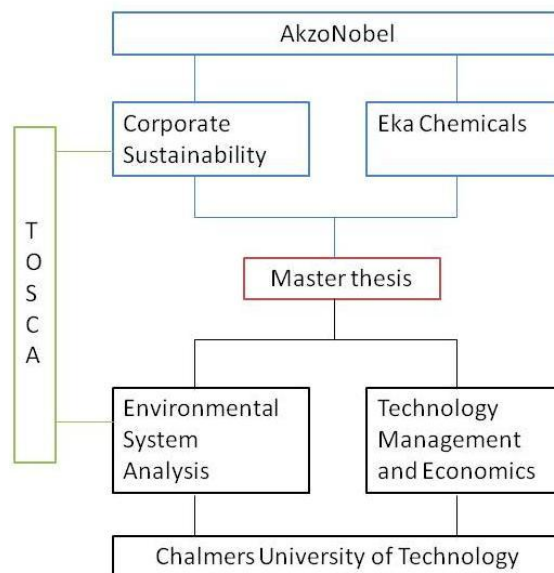 AkzoNobel
Corporate
Sustainability
Eka Chemicals
T
O
S
C
A
Master thesis
Environmental
System
Analysis
Technology
Management
and Economics
Chalmers University of Technology